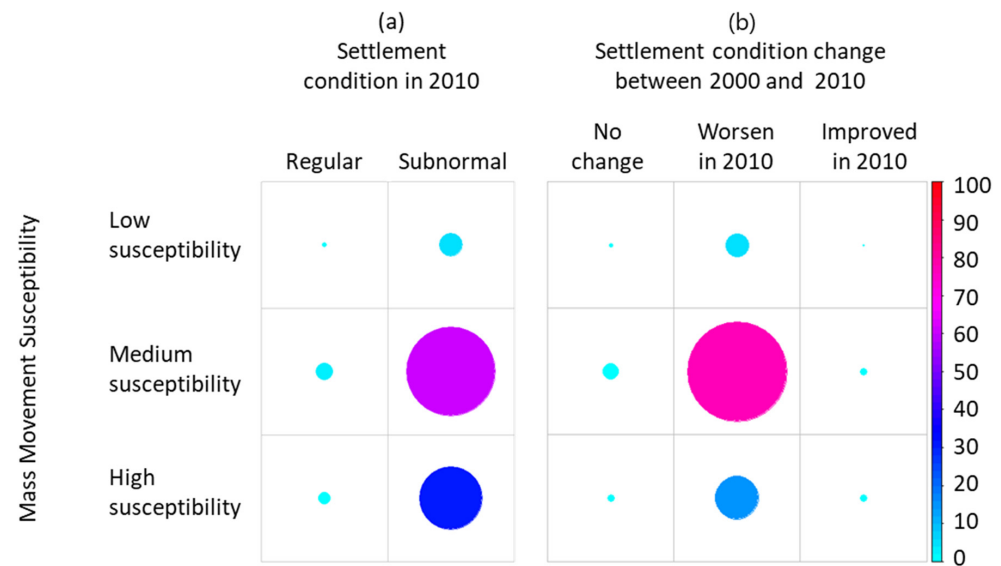 (a)
Settlement
condition in 2010
(b)
Settlement condition change
between 2000 and 2010
Regular
Subnormal
No
change
Worsen
in 2010
Improved
in 2010
Mass Movement Susceptibility
Low
susceptibility
Medium
susceptibility
High
susceptibility
100
90
80
70
60
50
40
30
20
10
0